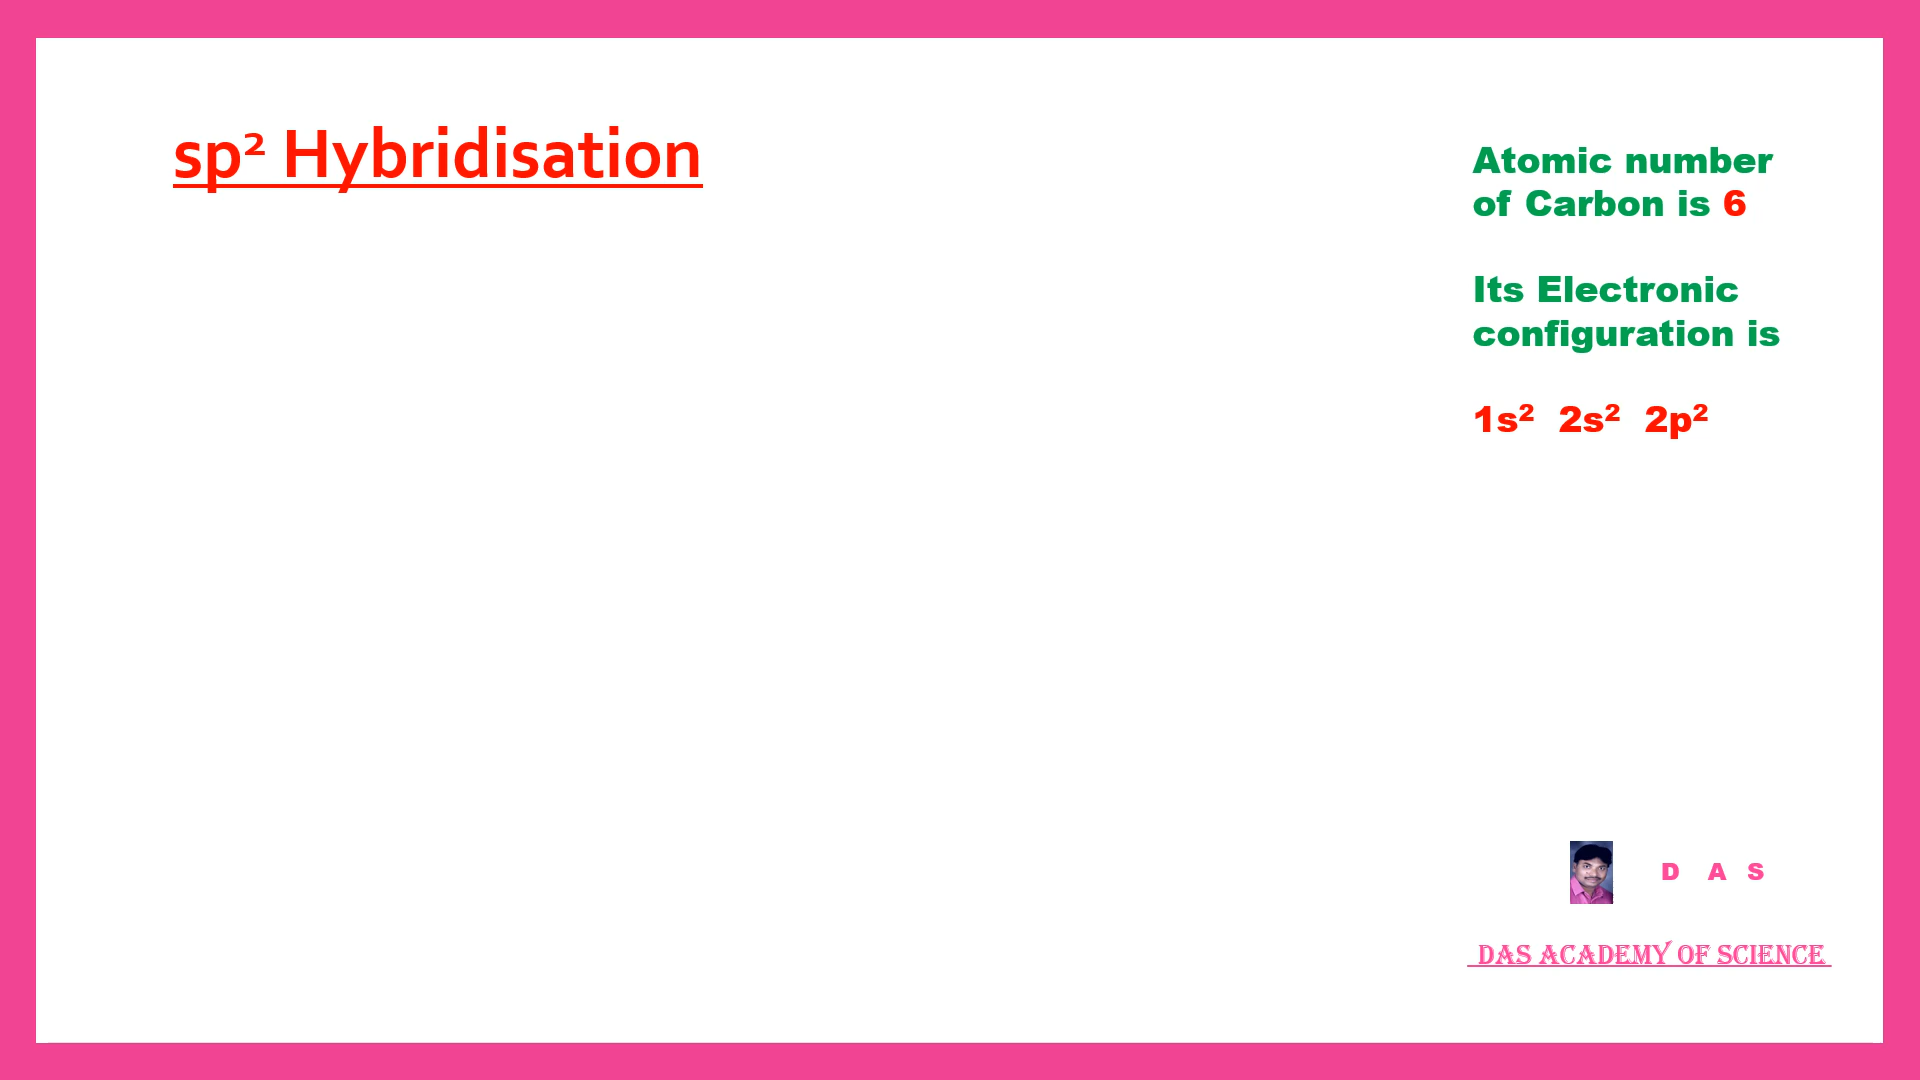 sp² Hybridisation
Atomic number
of Carbon is 6
Its Electronic
configuration is
1s² 2s² 2p²
D A S
DAS ACADEMY OF SCIENCE